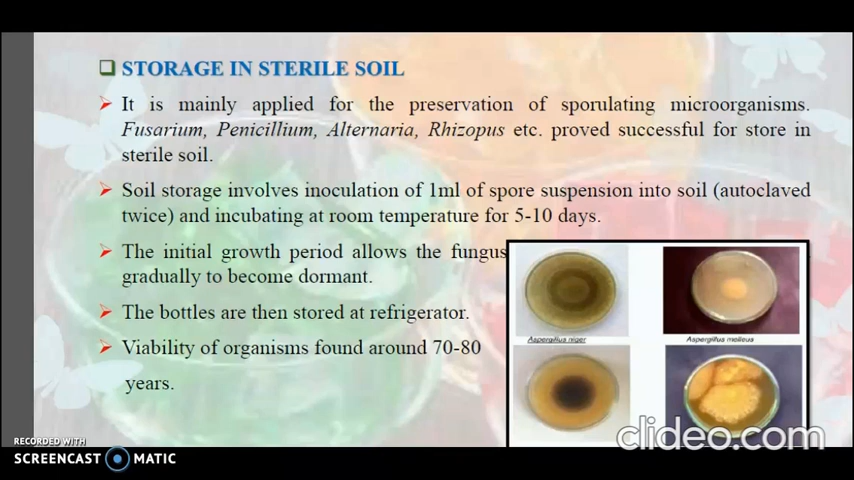 STORAGE IN STERILE SOIL
It is mainly applied for the preservation of sporulating microorganisms.
Fusarium, Penicillium, Alternaria, Rhizopus etc. proved successful for store in
sterile soil.
Soil storage involves inoculation of 1ml of spore suspension into soil (autoclaved
twice) and incubating at room temperature for 5-10 days.
The initial growth period allows the fungus
gradually to become dormant.
The bottles are then stored at refrigerator.
Viability of organisms found around 70-80
years.
Aspergillus niger
Aspergillus melleus
clideo.com
RECORDED WITH
SCREENCAST MATIC